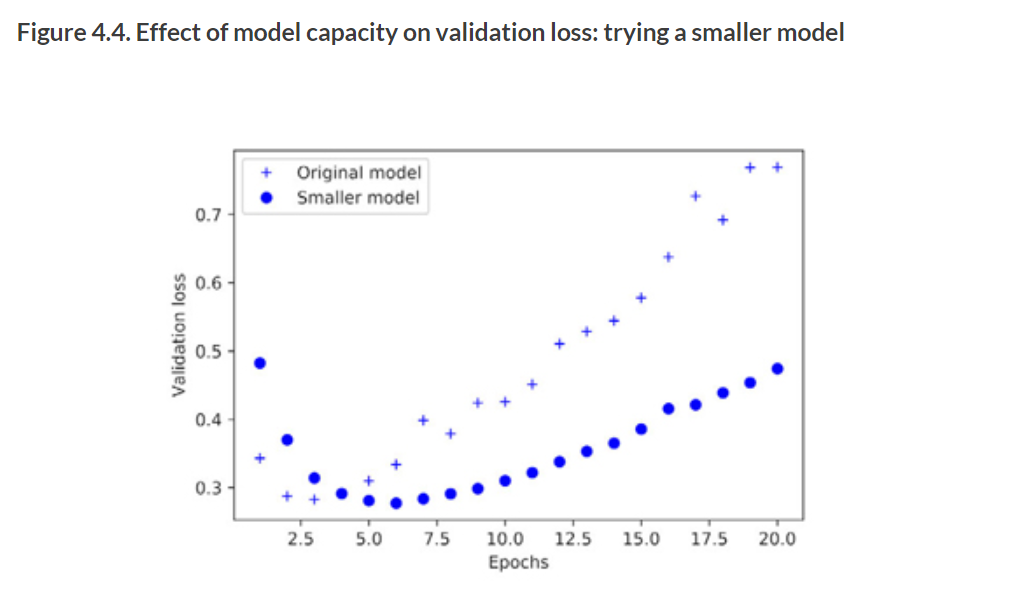 Figure 4.4. Effect of model capacity on validation loss: trying a smaller model
Original model
Smaller model
0.7
0.6
0.5
0.4
0.3
Validation loss
2.5 5.0 7.5 10.0 12.5 15.0 17.5 20.0
Epochs